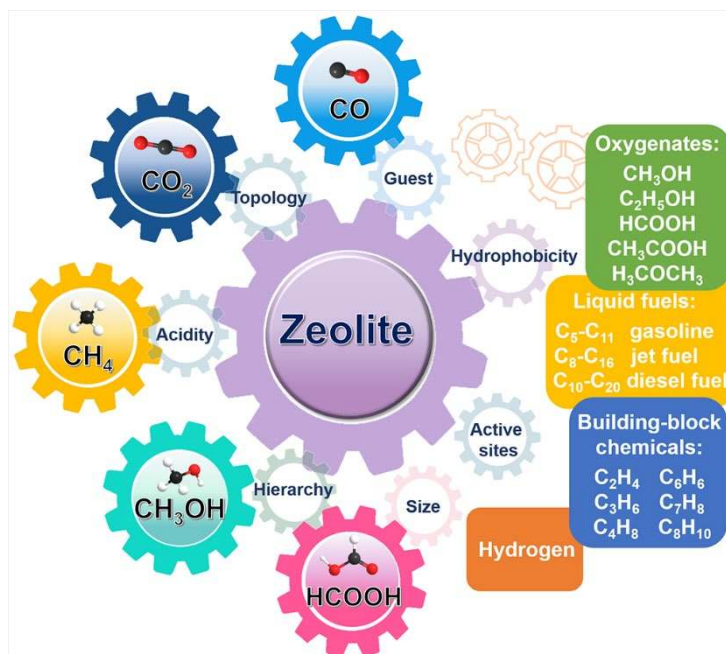 CO
CO₂
Topology
Guest
Hydrophobicity
Zeolite
Acidity
CH₄
Active
sites
Hierarchy
Size
CH₃OH
HCOOH
Oxygenates:
CH₃OH
C₂H₅OH
HCOOH
CH₃COOH
H₃COCH₃
Liquid fuels:
C₅-C₁₁ gasoline
C₈-C₁₆ jet fuel
C₁₀-C₂₀ diesel fuel
Building-block
chemicals:
C₂H₄ C₆H₆
C₃H₆ C₇H₈
C₄H₈ C₈H₁₀
Hydrogen